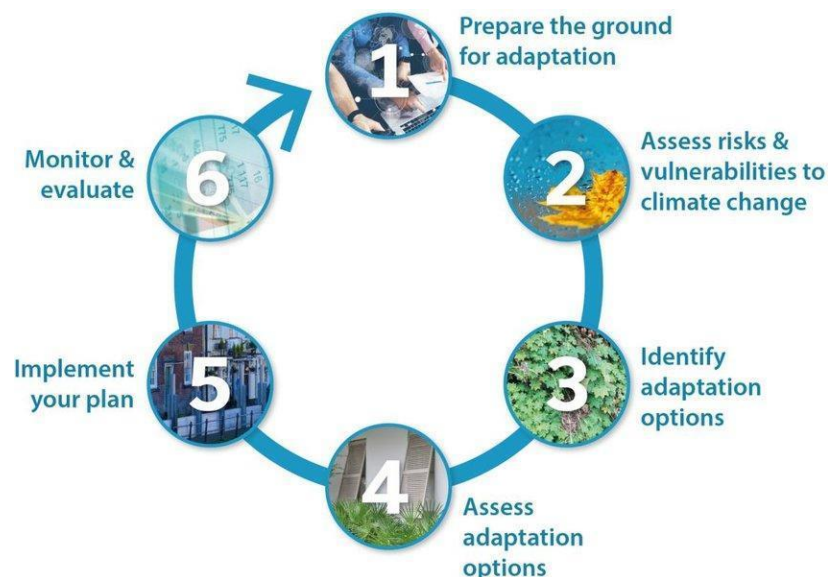 1
Prepare the ground
for adaptation
2
Assess risks &
vulnerabilities to
climate change
3
Identify
adaptation
options
4
Assess
adaptation
options
5
Implement
your plan
6
Monitor &
evaluate